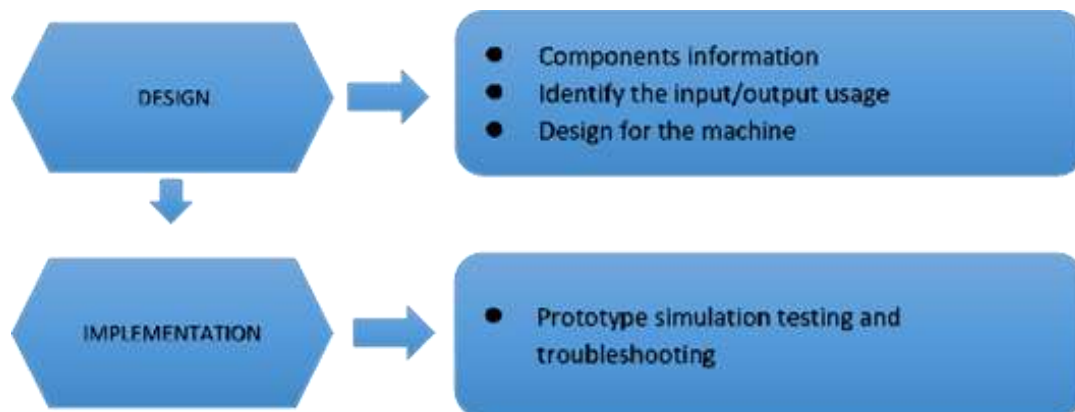 DESIGN
● Components information
● Identify the input/output usage
● Design for the machine
IMPLEMENTATION
● Prototype simulation testing and
troubleshooting